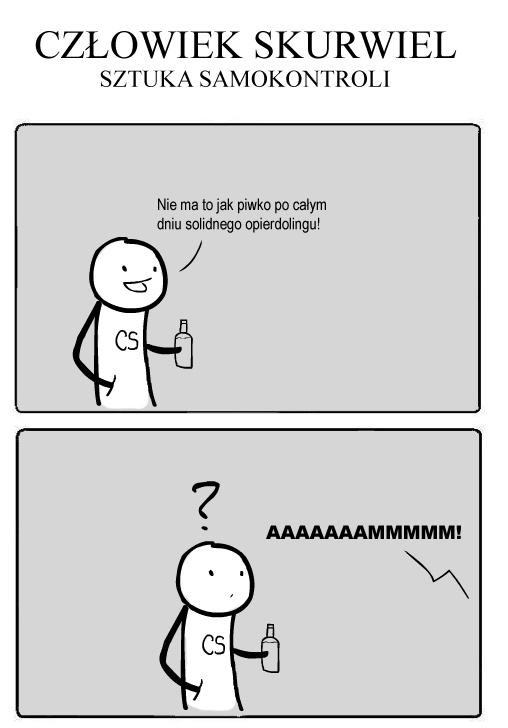 CZŁOWIEK SKURWIEL
SZTUKA SAMOKONTROLI
Nie ma to jak piwko po całym
dniu solidnego opierdolingu!
CS
?
AAAAAAAMMMMM!
CS